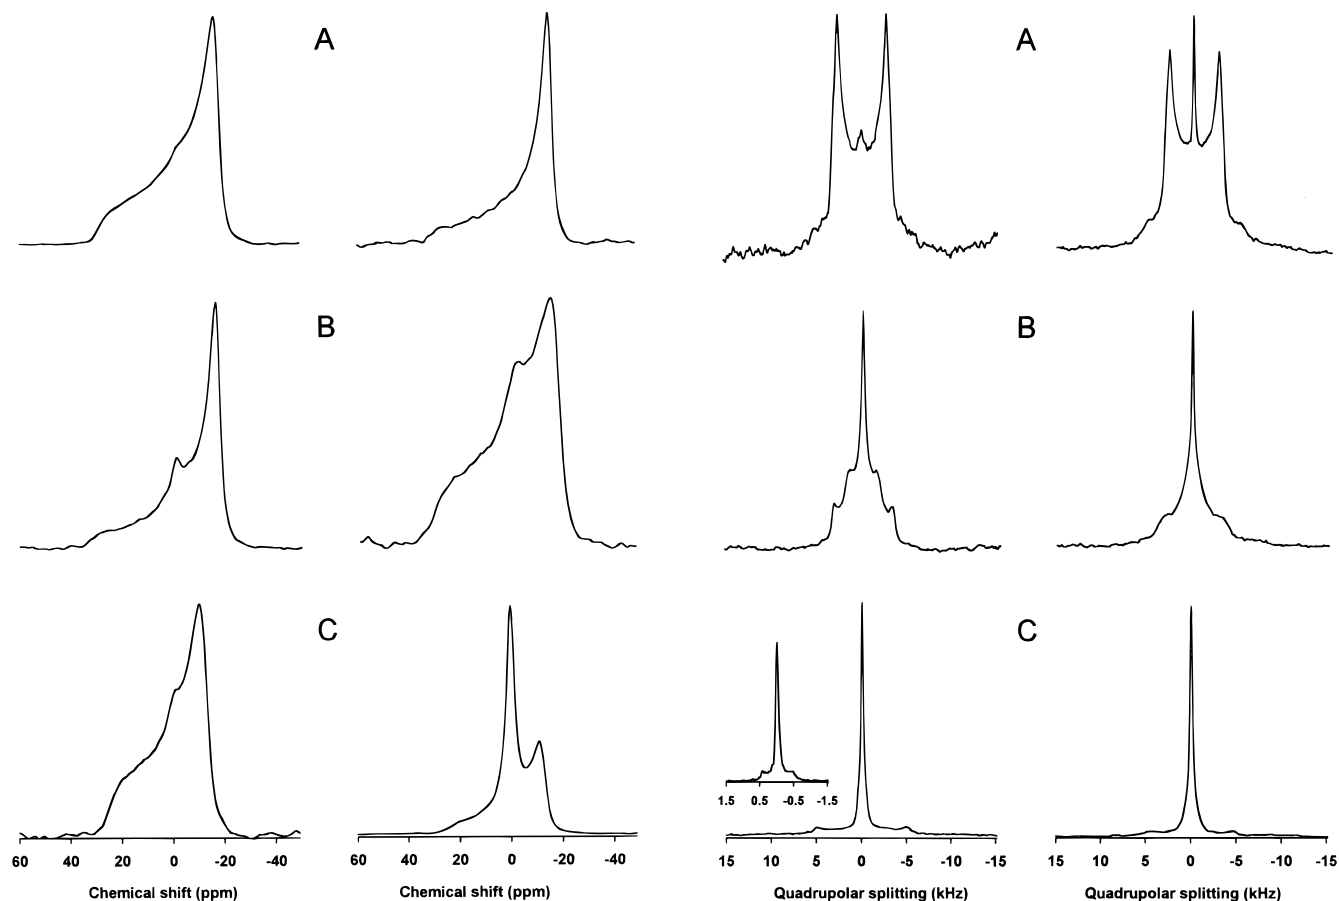 A A
B B
C C
1.5 0.5 -0.5 -1.5
60 40 20 0 -20 -40 60 40 20 0 -20 -40 15 10 5 0 -5 -10 -15 15 10 5 0 -5 -10 -15
Chemical shift (ppm) Chemical shift (ppm) Quadrupolar splitting (kHz) Quadrupolar splitting (kHz)